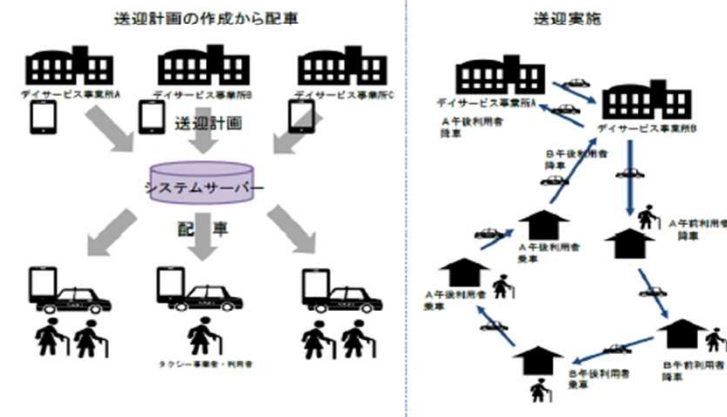 送迎計画の作成から配車
デイサービス事業所A
デイサービス事業所B
デイサービス事業所C
送迎計画
システムサーバー
配 車
タクシー事業者・利用者
送迎実施
デイサービス事業所A
デイサービス事業所B
A午後利用者
降車
B午後利用者
降車
A午前利用者
降車
A午後利用者
乗車
A午後利用者
乗車
B午後利用者
乗車
B午前利用者
降車